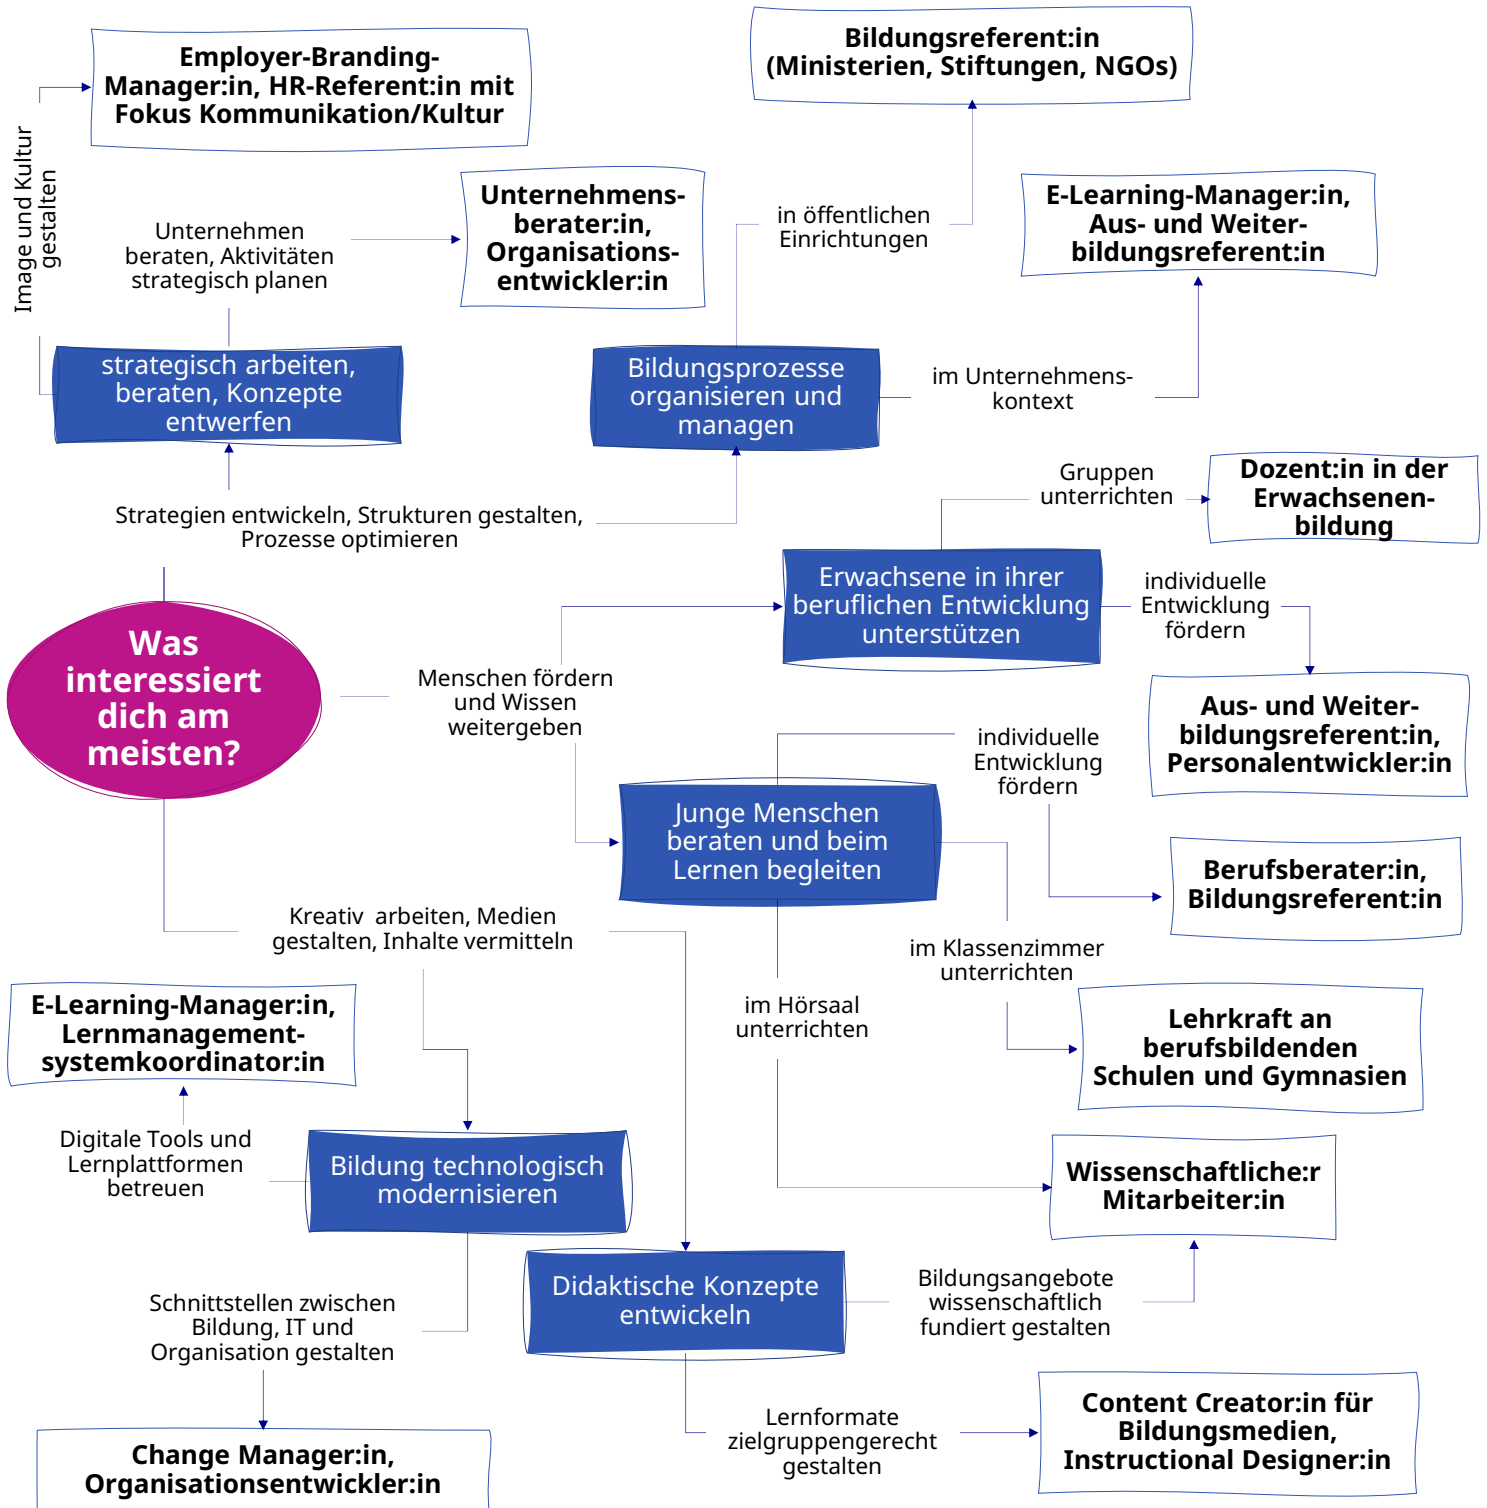 Employer-Branding-
Manager:in, HR-Referent:in mit
Fokus Kommunikation/Kultur
Bildungsreferent:in
(Ministerien, Stiftungen, NGOs)
Image und Kultur
gestalten
Unternehmen
beraten, Aktivitäten
strategisch planen
Unternehmens-
berater:in,
Organisations-
entwickler:in
in öffentlichen
Einrichtungen
E-Learning-Manager:in,
Aus- und Weiter-
bildungsreferent:in
strategisch arbeiten,
beraten, Konzepte
entwerfen
Bildungsprozesse
organisieren und
managen
im Unternehmens-
kontext
Strategien entwickeln, Strukturen gestalten,
Prozesse optimieren
Gruppen
unterrichten
Dozent:in in der
Erwachsenen-
bildung
Erwachsene in ihrer
beruflichen Entwicklung
unterstützen
individuelle
Entwicklung
fördern
Was
interessiert
dich am
meisten?
Menschen fördern
und Wissen
weitergeben
Aus- und Weiter-
bildungsreferent:in,
Personalentwickler:in
individuelle
Entwicklung
fördern
Junge Menschen
beraten und beim
Lernen begleiten
Berufsberater:in,
Bildungsreferent:in
Kreativ  arbeiten, Medien
gestalten, Inhalte vermitteln
im Klassenzimmer
unterrichten
im Hörsaal
unterrichten
E-Learning-Manager:in,
Lernmanagement-
systemkoordinator:in
Lehrkraft an
berufsbildenden
Schulen und Gymnasien
Digitale Tools und
Lernplattformen
betreuen
Bildung technologisch
modernisieren
Wissenschaftliche:r
Mitarbeiter:in
Didaktische Konzepte
entwickeln
Bildungsangebote
wissenschaftlich
fundiert gestalten
Schnittstellen zwischen
Bildung, IT und
Organisation gestalten
Lernformate
zielgruppengerecht
gestalten
Content Creator:in für
Bildungsmedien,
Instructional Designer:in
Change Manager:in,
Organisationsentwickler:in